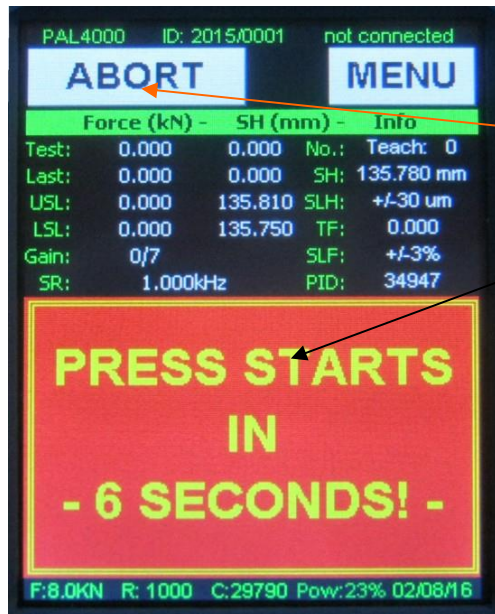 PAL4000 ID: 2015/0001 not connected
ABORT MENU
Force (kN) - SH (mm) - Info
Test: 0.000 0.000 No.: Teach: 0
Last: 0.000 0.000 SH: 135.780 mm
USL: 0.000 135.810 SLH: +/-30 um
LSL: 0.000 135.750 TF: 0.000
Gain: 0/7 SLF: +/-3%
SR: 1.000kHz PID: 34947
PRESS STARTS
IN
- 6 SECONDS! -
F:8.0KN R: 1000 C:29790 Powr:23% 02/08/16